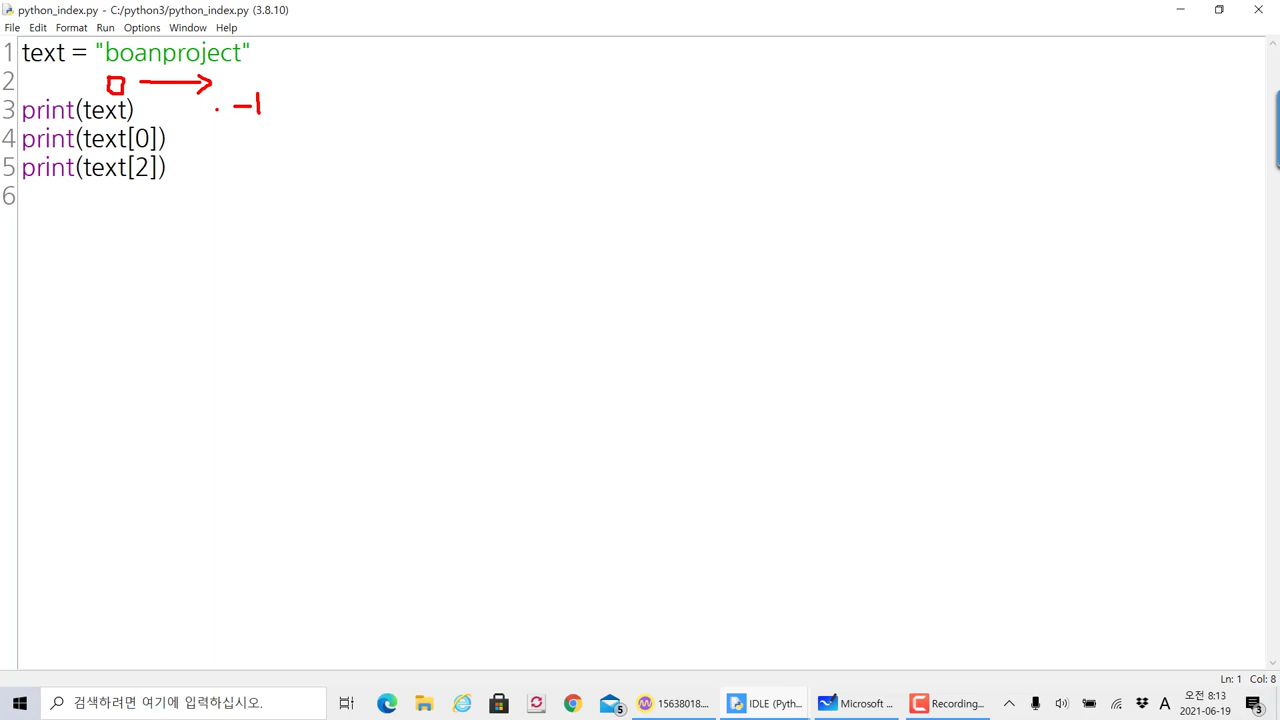 python_index.py - C:/python3/python_index.py (3.8.10)
File Edit Format Run Options Window Help
1 text = "boanproject"
2
0 -1
3 print(text)
4 print(text[0])
5 print(text[2])
6
Ln: 1 Col: 8
검색하려면 여기에 입력하십시오.
5
15638018...
IDLE (Pyth...
Microsoft ...
Recording...
A
오전 8:13
2021-06-19
3